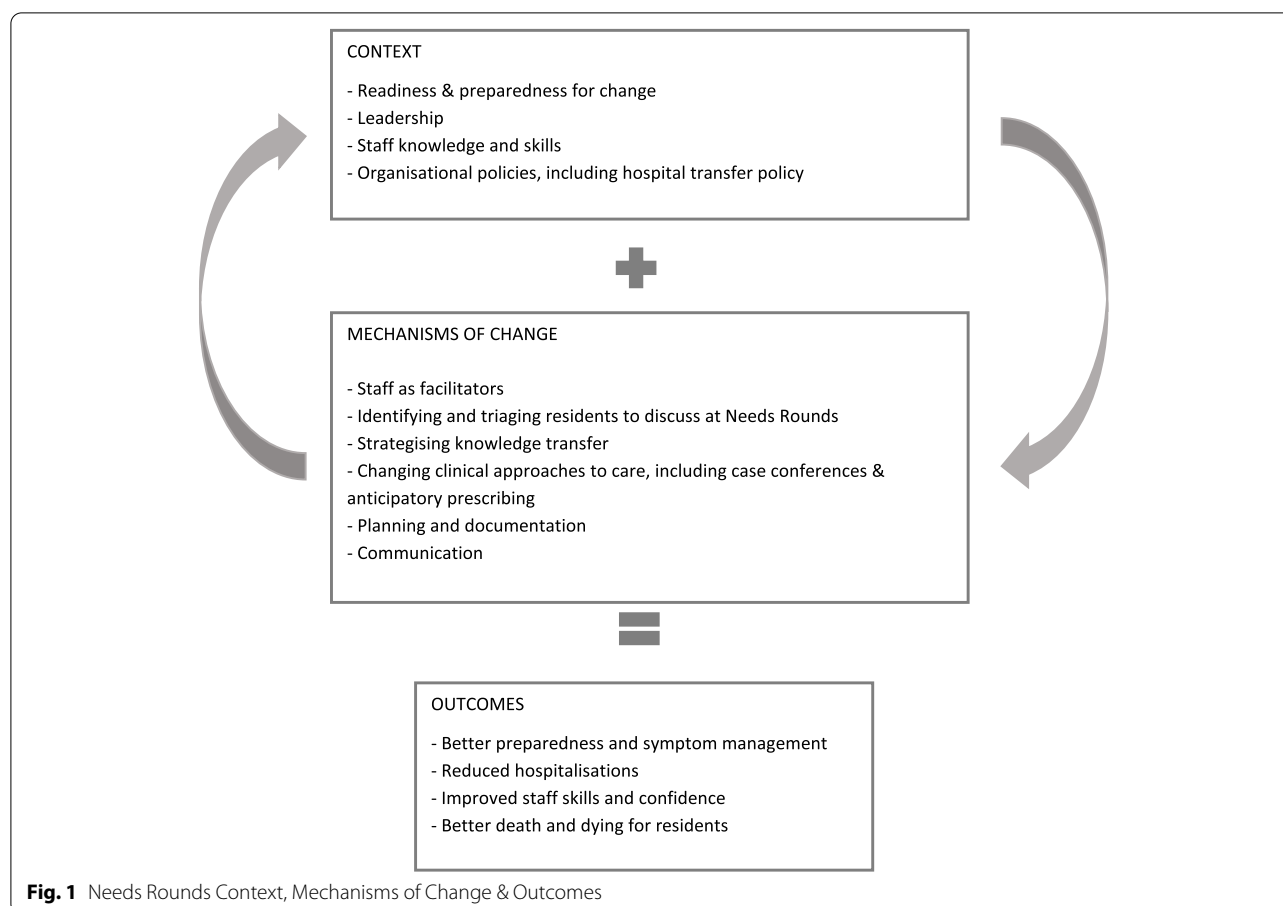 CONTEXT
- Readiness & preparedness for change
- Leadership
- Staff knowledge and skills
- Organisational policies, including hospital transfer policy
MECHANISMS OF CHANGE
- Staff as facilitators
- Identifying and triaging residents to discuss at Needs Rounds
- Strategising knowledge transfer
- Changing clinical approaches to care, including case conferences &
anticipatory prescribing
- Planning and documentation
- Communication
OUTCOMES
- Better preparedness and symptom management
- Reduced hospitalisations
- Improved staff skills and confidence
- Better death and dying for residents
Fig. 1 Needs Rounds Context, Mechanisms of Change & Outcomes